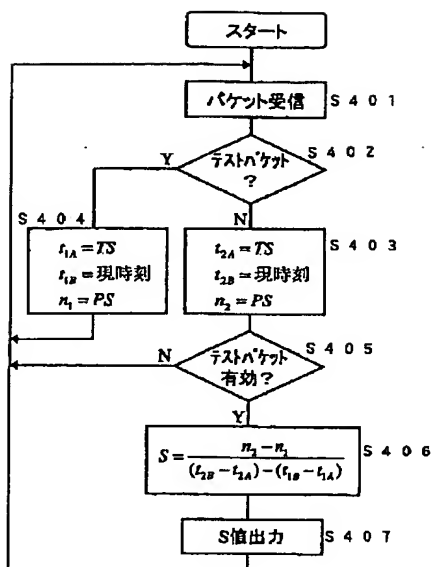 スタート
パケット受信
S401
S402
Y
テストパケット
?
N
S404
S403
t1A=TS
t1B=現時刻
n1=PS
t2A=TS
t2B=現時刻
n2=PS
S405
N
テストパケット
有効?
Y
S = n2-n1 / (t2B-t2A)-(t1B-t1A)
S406
S値出力
S407